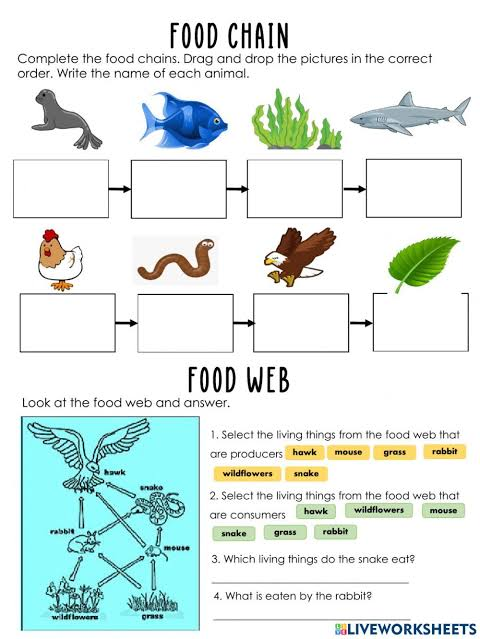 FOOD CHAIN
Complete the food chains. Drag and drop the pictures in the correct
order. Write the name of each animal.
FOOD WEB
Look at the food web and answer.
hawk
snake
rabbit
mouse
wildflowers
grass
1. Select the living things from the food web that
are producers hawk mouse grass rabbit
wildflowers snake
2. Select the living things from the food web that
are consumers hawk wildflowers mouse
snake grass rabbit
3. Which living things do the snake eat?
4. What is eaten by the rabbit?
LIVEWORKSHEETS